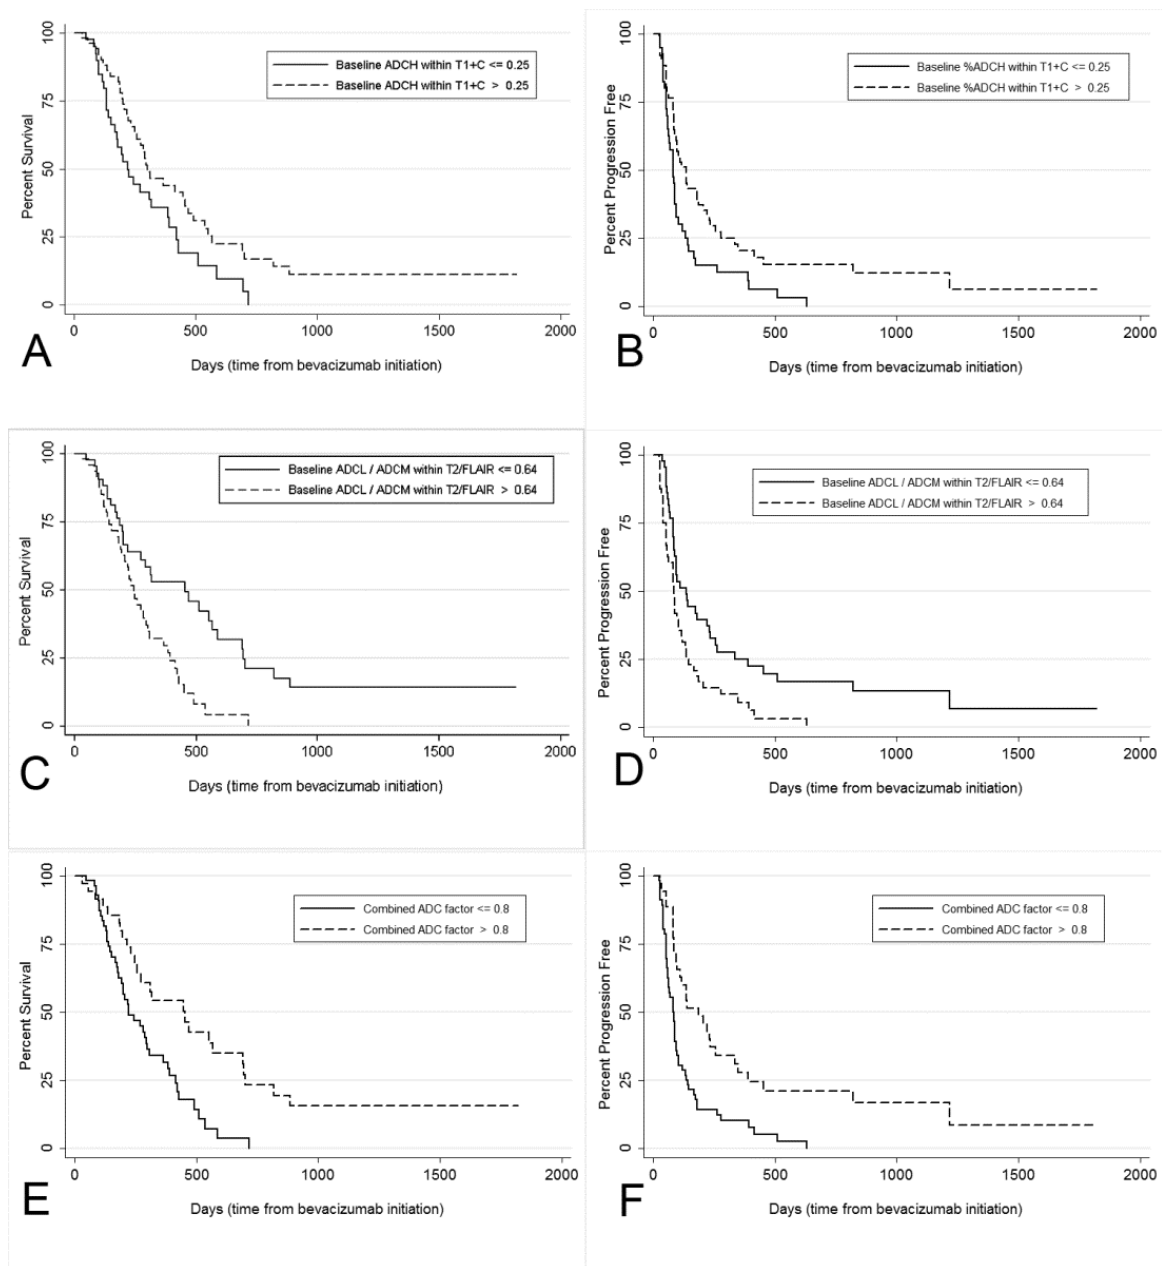 100
75
50
25
0
Percent Survival
Baseline ADCH within T1+C <= 0.25
Baseline ADCH within T1+C > 0.25
0 500 1000 1500 2000
Days (time from bevacizumab initiation)
A
100
75
50
25
0
Percent Progression Free
Baseline %ADCH within T1+C <= 0.25
Baseline %ADCH within T1+C > 0.25
0 500 1000 1500 2000
Days (time from bevacizumab initiation)
B
100
75
50
25
0
Percent Survival
Baseline ADCL / ADCM within T2/FLAIR <= 0.64
Baseline ADCL / ADCM within T2/FLAIR > 0.64
0 500 1000 1500 2000
Days (time from bevacizumab initiation)
C
100
75
50
25
0
Percent Progression Free
Baseline ADCL / ADCM within T2/FLAIR <= 0.64
Baseline ADCL / ADCM within T2/FLAIR > 0.64
0 500 1000 1500 2000
Days (time from bevacizumab initiation)
D
100
75
50
25
0
Percent Survival
Combined ADC factor <= 0.8
Combined ADC factor > 0.8
0 500 1000 1500 2000
Days (time from bevacizumab initiation)
E
100
75
50
25
0
Percent Progression Free
Combined ADC factor <= 0.8
Combined ADC factor > 0.8
0 500 1000 1500 2000
Days (time from bevacizumab initiation)
F